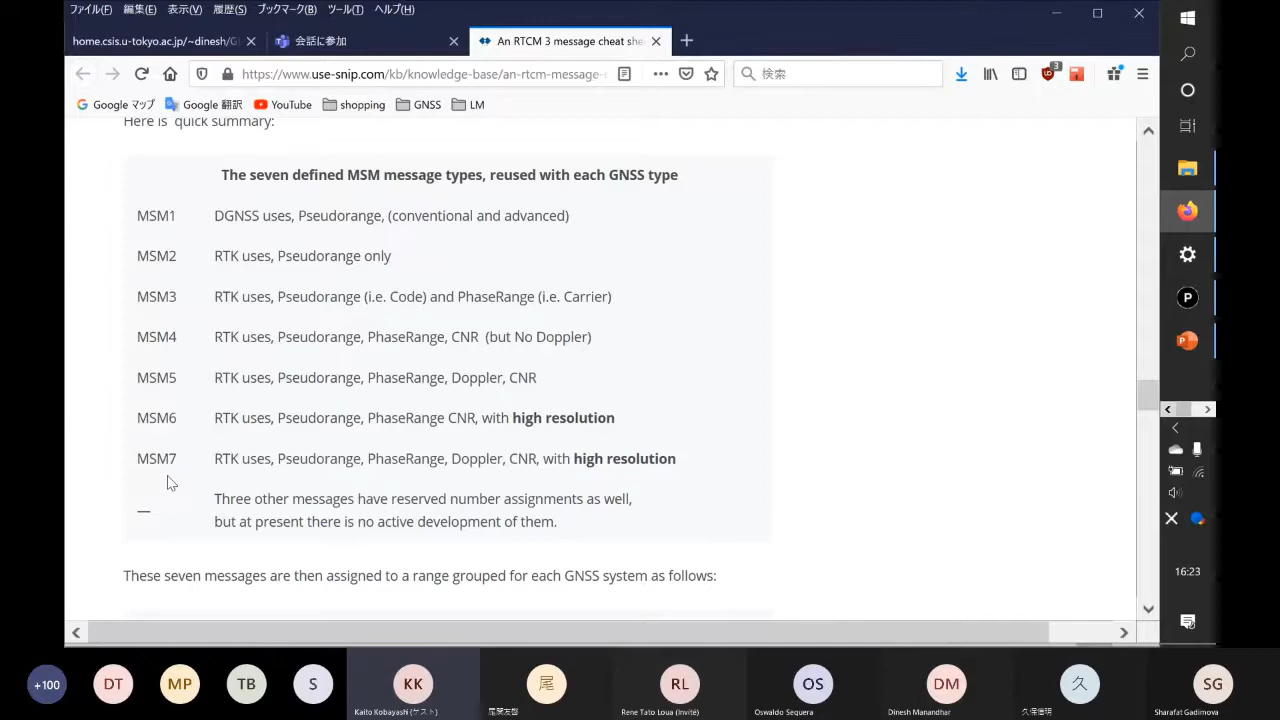 ファイル(F) 編集(E) 表示(V) 履歴(S) ブックマーク(B) ツール(T) ヘルプ(H)
home.csis.u-tokyo.ac.jp/~dinesh/G
会議に参加
An RTCM 3 message cheat she
https://www.use-snip.com/kb/knowledge-base/an-rtcm-message-c
検索
3
Google マップ Google 翻訳 YouTube shopping GNSS LM
Here is quick summary:
The seven defined MSM message types, reused with each GNSS type
MSM1 DGNSS uses, Pseudorange, (conventional and advanced)
MSM2 RTK uses, Pseudorange only
MSM3 RTK uses, Pseudorange (i.e. Code) and PhaseRange (i.e. Carrier)
MSM4 RTK uses, Pseudorange, PhaseRange, CNR (but No Doppler)
MSM5 RTK uses, Pseudorange, PhaseRange, Doppler, CNR
MSM6 RTK uses, Pseudorange, PhaseRange CNR, with high resolution
MSM7 RTK uses, Pseudorange, PhaseRange, Doppler, CNR, with high resolution
— Three other messages have reserved number assignments as well,
but at present there is no active development of them.
These seven messages are then assigned to a range grouped for each GNSS system as follows:
P
P
16:23
+100 DT MP TB S KK 尾 RL OS DM 久 SG
Kaito Kobayashi (ゲスト) Rene Tato Loua (Invité) Oswaldo Sequera Dinesh Manandhar 久保信明 Sharafat Gadimova